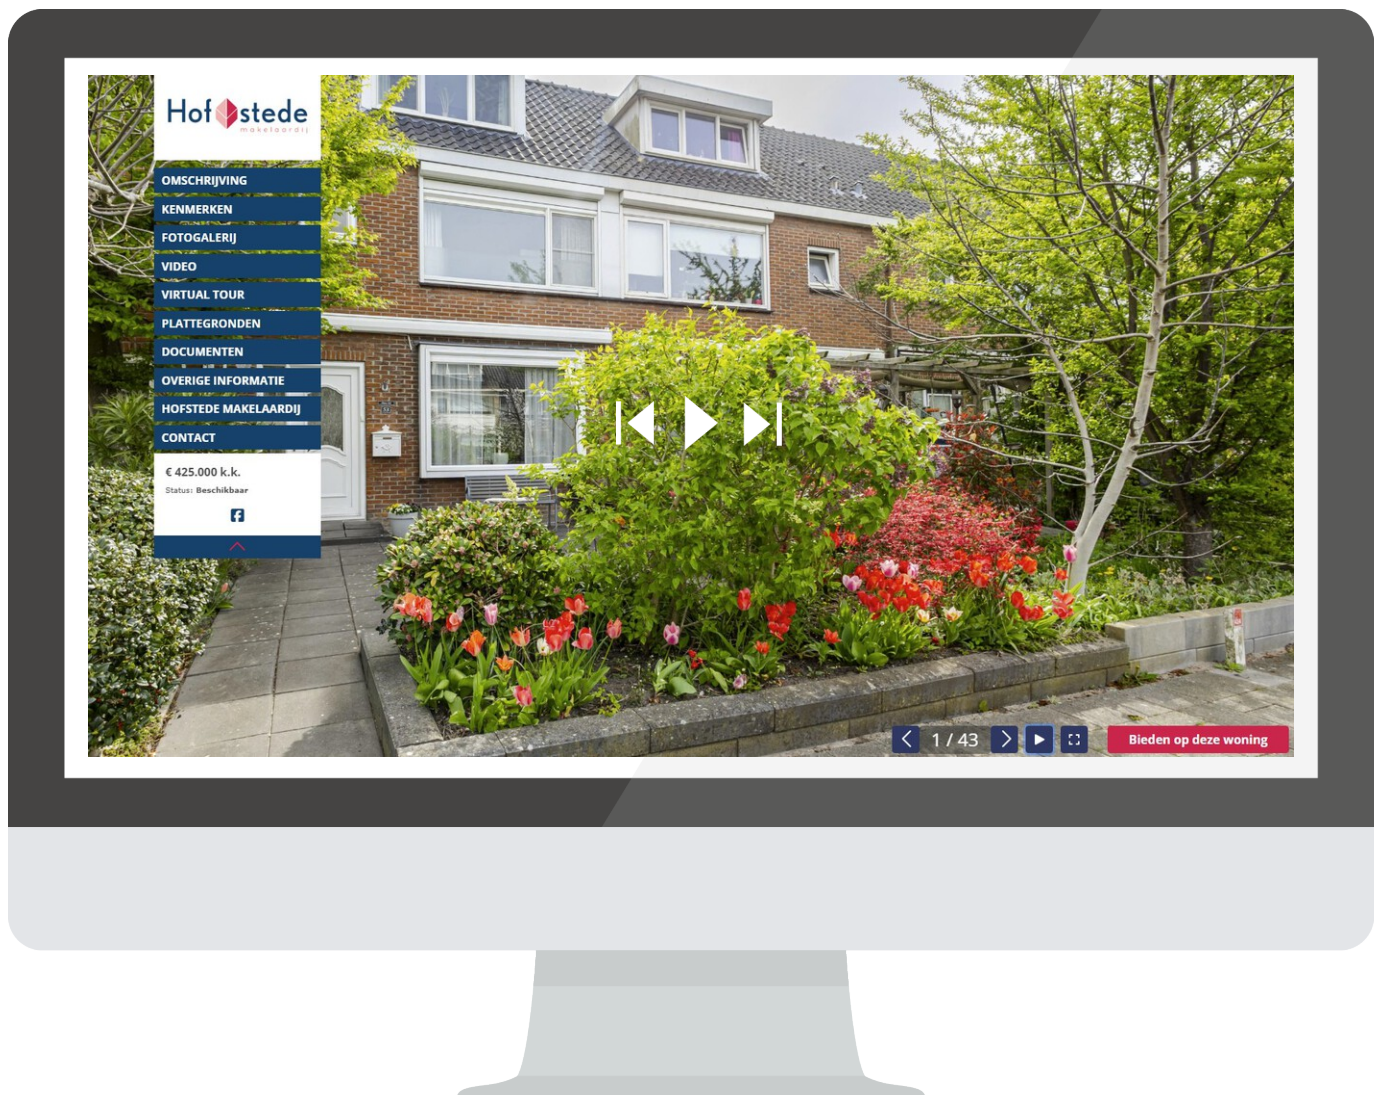 Hofstede
makelaardij
OMSCHRIJVING
KENMERKEN
FOTOGALERIJ
VIDEO
VIRTUAL TOUR
PLATTEGRONDEN
DOCUMENTEN
OVERIGE INFORMATIE
HOFSTEDE MAKELAARDIJ
CONTACT
€ 425.000 k.k.
Status: Beschikbaar
1 / 43
Bieden op deze woning